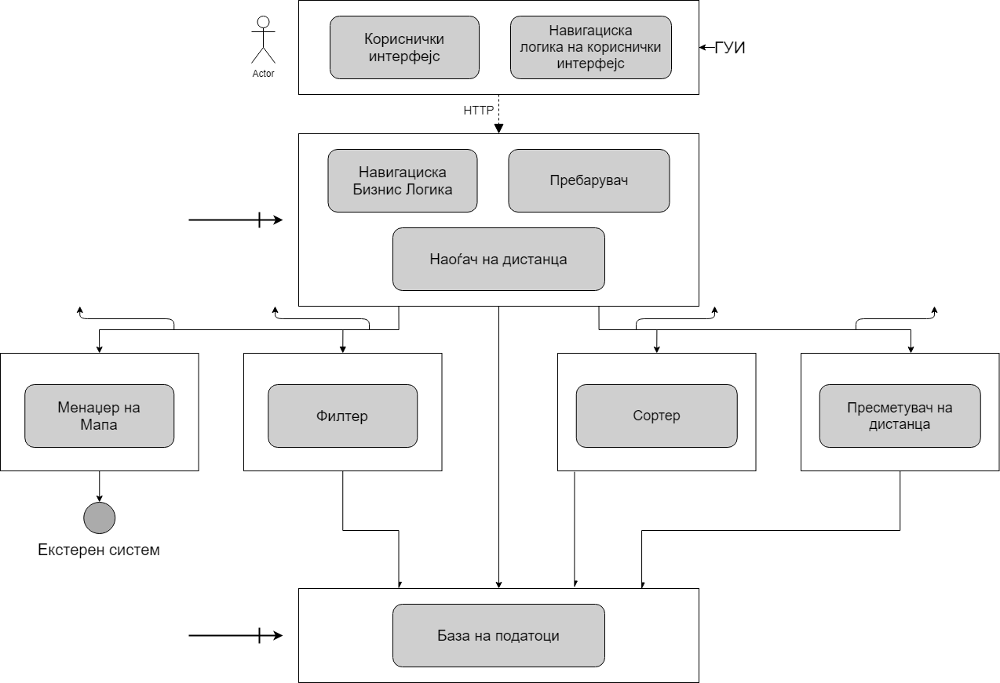 Actor
Кориснички
интерфејс
Навигациска
логика на кориснички
интерфејс
ГУИ
HTTP
Навигациска
Бизнис Логика
Пребарувач
Наоѓач на дистанца
Менаџер на
Мапа
Филтер
Сортер
Пресметувач на
дистанца
Екстерен систем
База на податоци